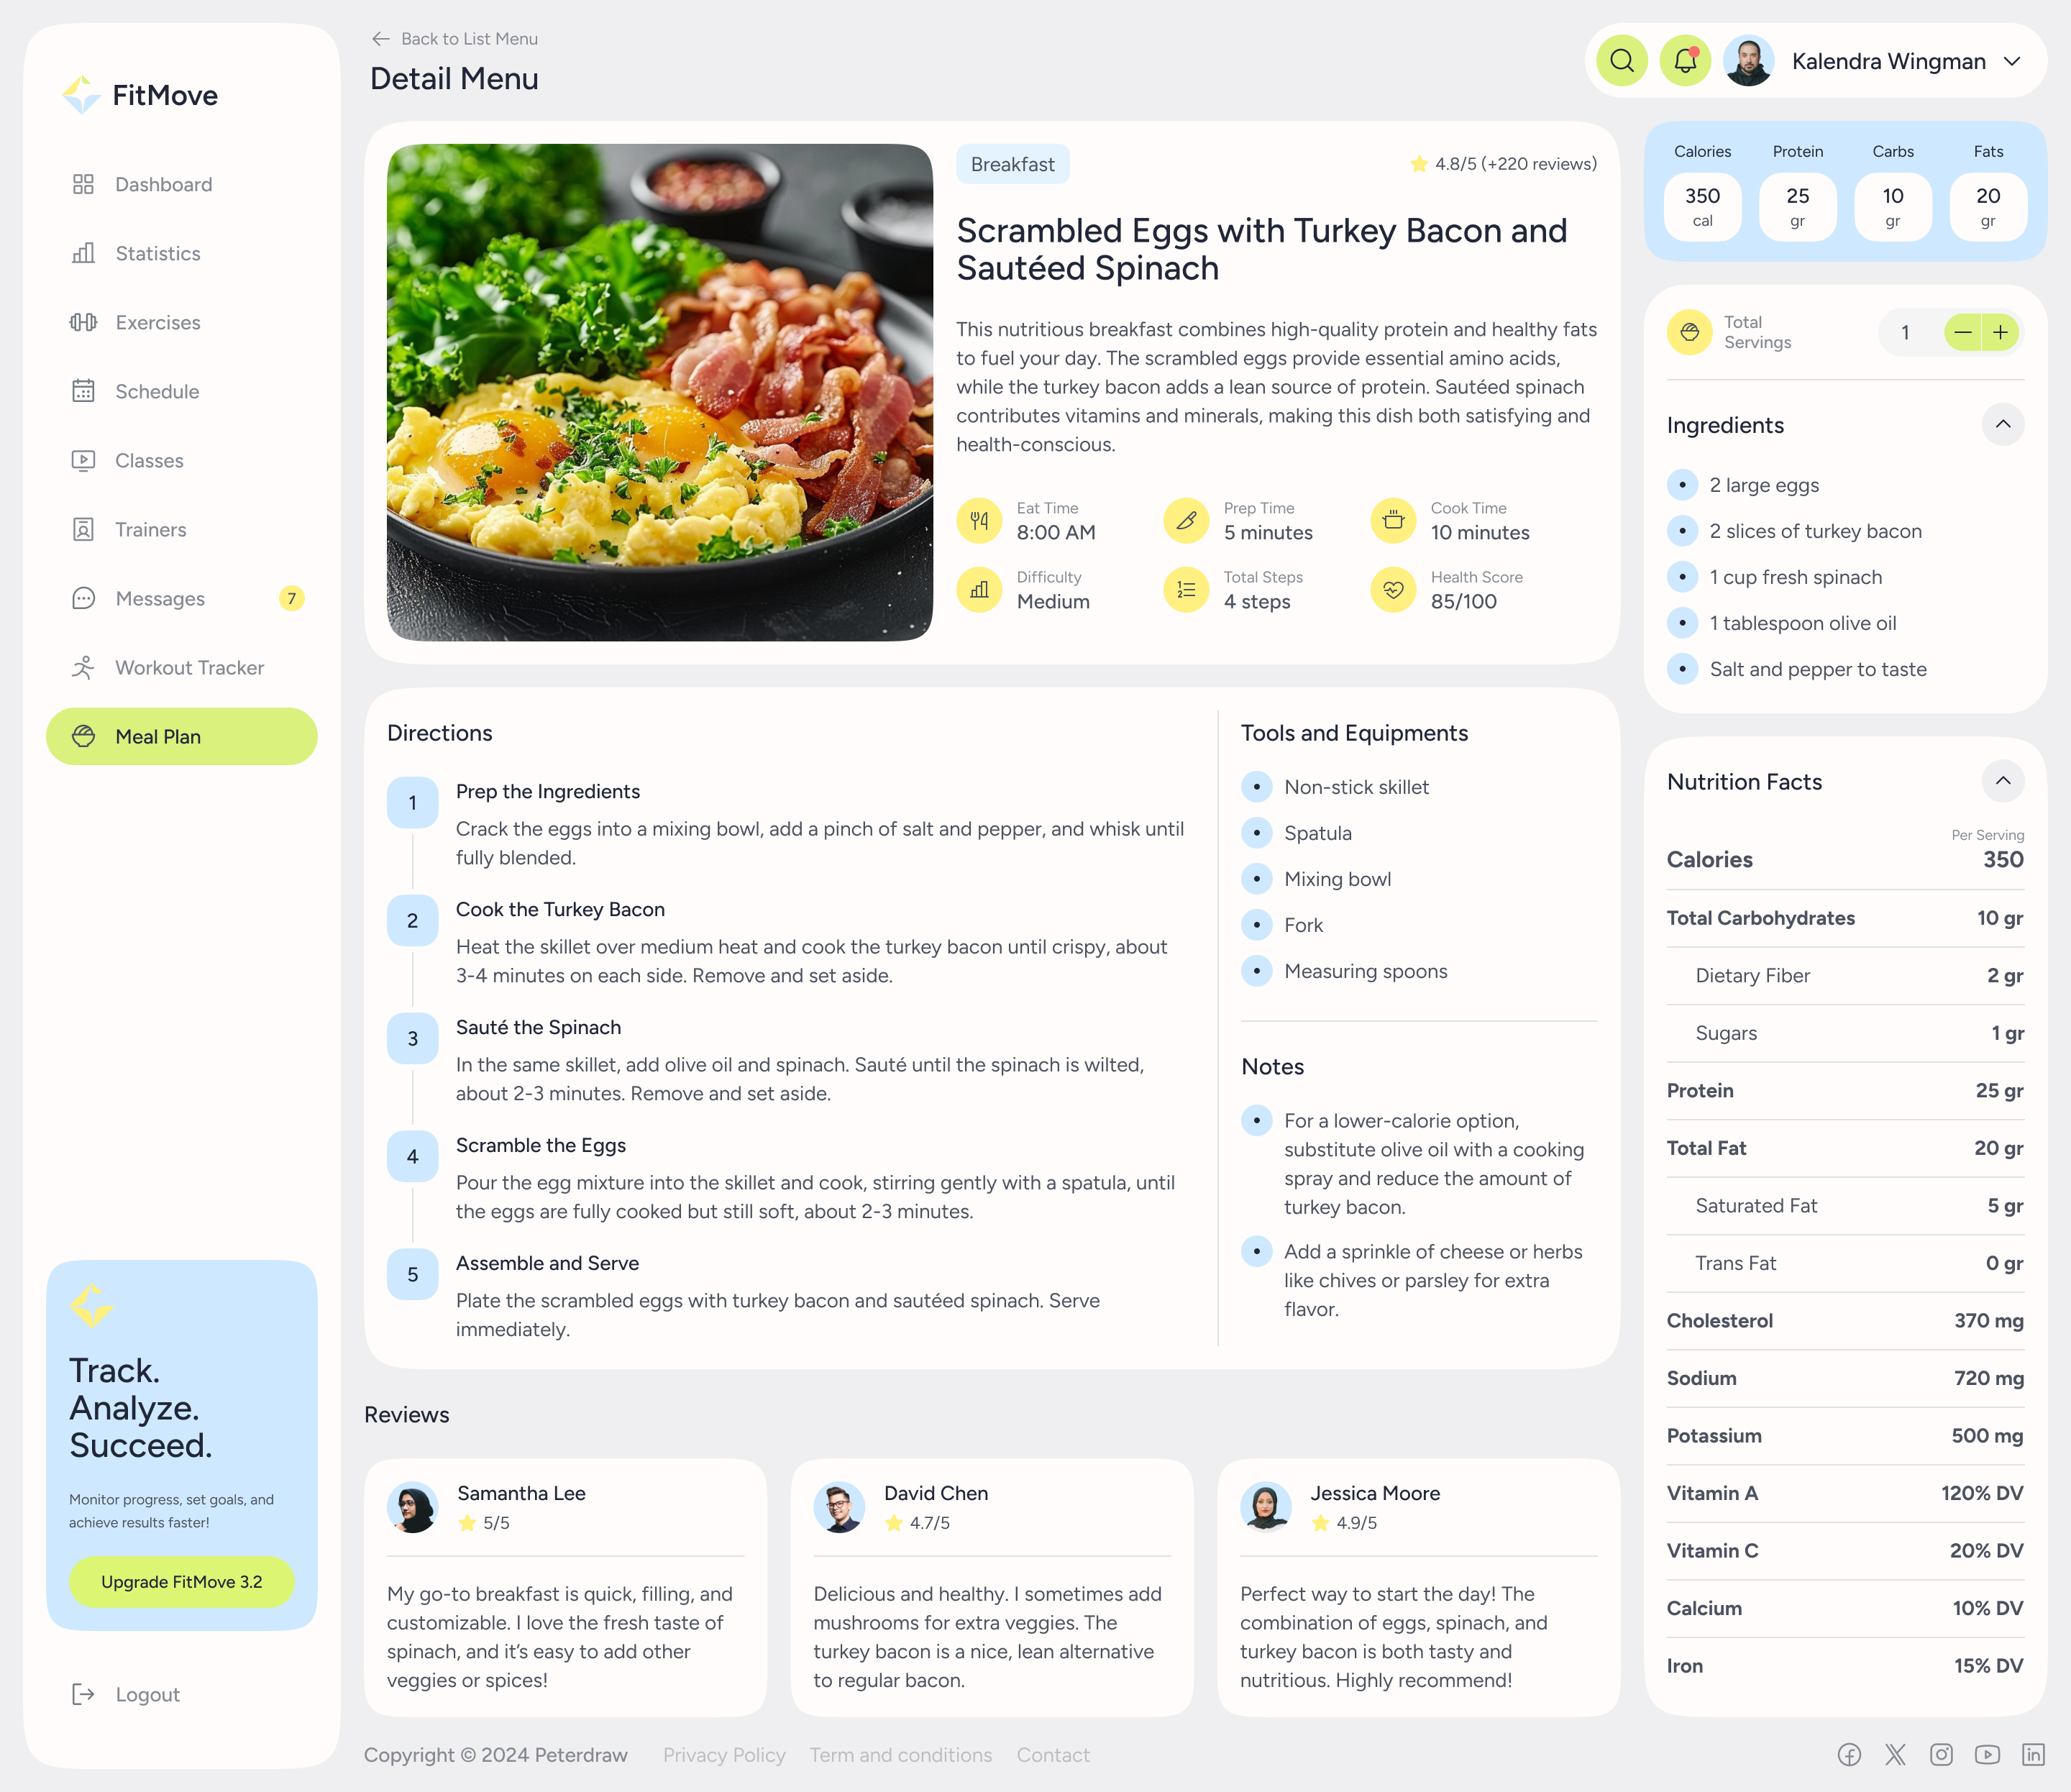 FitMove
Dashboard
Statistics
Exercises
Schedule
Classes
Trainers
Messages
7
Workout Tracker
Meal Plan
Track.
Analyze.
Succeed.
Monitor progress, set goals, and
achieve results faster!
Upgrade FitMove 3.2
Logout
Back to List Menu
Detail Menu
Kalendra Wingman
Breakfast
4.8/5 (+220 reviews)
Scrambled Eggs with Turkey Bacon and
Sautéed Spinach
This nutritious breakfast combines high-quality protein and healthy fats
to fuel your day. The scrambled eggs provide essential amino acids,
while the turkey bacon adds a lean source of protein. Sautéed spinach
contributes vitamins and minerals, making this dish both satisfying and
health-conscious.
Eat Time
8:00 AM
Prep Time
5 minutes
Cook Time
10 minutes
Difficulty
Medium
Total Steps
4 steps
Health Score
85/100
Directions
1
Prep the Ingredients
Crack the eggs into a mixing bowl, add a pinch of salt and pepper, and whisk until
fully blended.
2
Cook the Turkey Bacon
Heat the skillet over medium heat and cook the turkey bacon until crispy, about
3-4 minutes on each side. Remove and set aside.
3
Sauté the Spinach
In the same skillet, add olive oil and spinach. Sauté until the spinach is wilted,
about 2-3 minutes. Remove and set aside.
4
Scramble the Eggs
Pour the egg mixture into the skillet and cook, stirring gently with a spatula, until
the eggs are fully cooked but still soft, about 2-3 minutes.
5
Assemble and Serve
Plate the scrambled eggs with turkey bacon and sautéed spinach. Serve
immediately.
Tools and Equipments
Non-stick skillet
Spatula
Mixing bowl
Fork
Measuring spoons
Notes
For a lower-calorie option,
substitute olive oil with a cooking
spray and reduce the amount of
turkey bacon.
Add a sprinkle of cheese or herbs
like chives or parsley for extra
flavor.
Reviews
Samantha Lee
5/5
My go-to breakfast is quick, filling, and
customizable. I love the fresh taste of
spinach, and it's easy to add other
veggies or spices!
David Chen
4.7/5
Delicious and healthy. I sometimes add
mushrooms for extra veggies. The
turkey bacon is a nice, lean alternative
to regular bacon.
Jessica Moore
4.9/5
Perfect way to start the day! The
combination of eggs, spinach, and
turkey bacon is both tasty and
nutritious. Highly recommend!
Calories
350
cal
Protein
25
gr
Carbs
10
gr
Fats
20
gr
Total
Servings
1
Ingredients
2 large eggs
2 slices of turkey bacon
1 cup fresh spinach
1 tablespoon olive oil
Salt and pepper to taste
Nutrition Facts
Per Serving
Calories 350
Total Carbohydrates 10 gr
Dietary Fiber 2 gr
Sugars 1 gr
Protein 25 gr
Total Fat 20 gr
Saturated Fat 5 gr
Trans Fat 0 gr
Cholesterol 370 mg
Sodium 720 mg
Potassium 500 mg
Vitamin A 120% DV
Vitamin C 20% DV
Calcium 10% DV
Iron 15% DV
Copyright © 2024 Peterdraw
Privacy Policy
Term and conditions
Contact